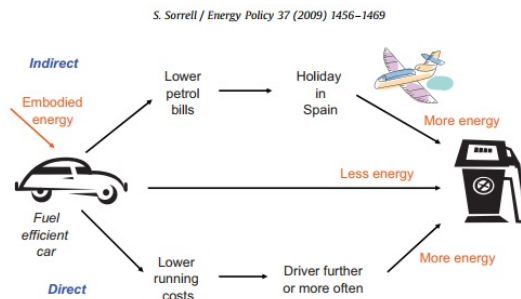 S. Sorrell / Energy Policy 37 (2009) 1456–1469
Indirect
Embodied
energy
Lower
petrol
bills
Holiday
in
Spain
More energy
Less energy
Fuel
efficient
car
More energy
Direct
Lower
running
costs
Driver further
or more often